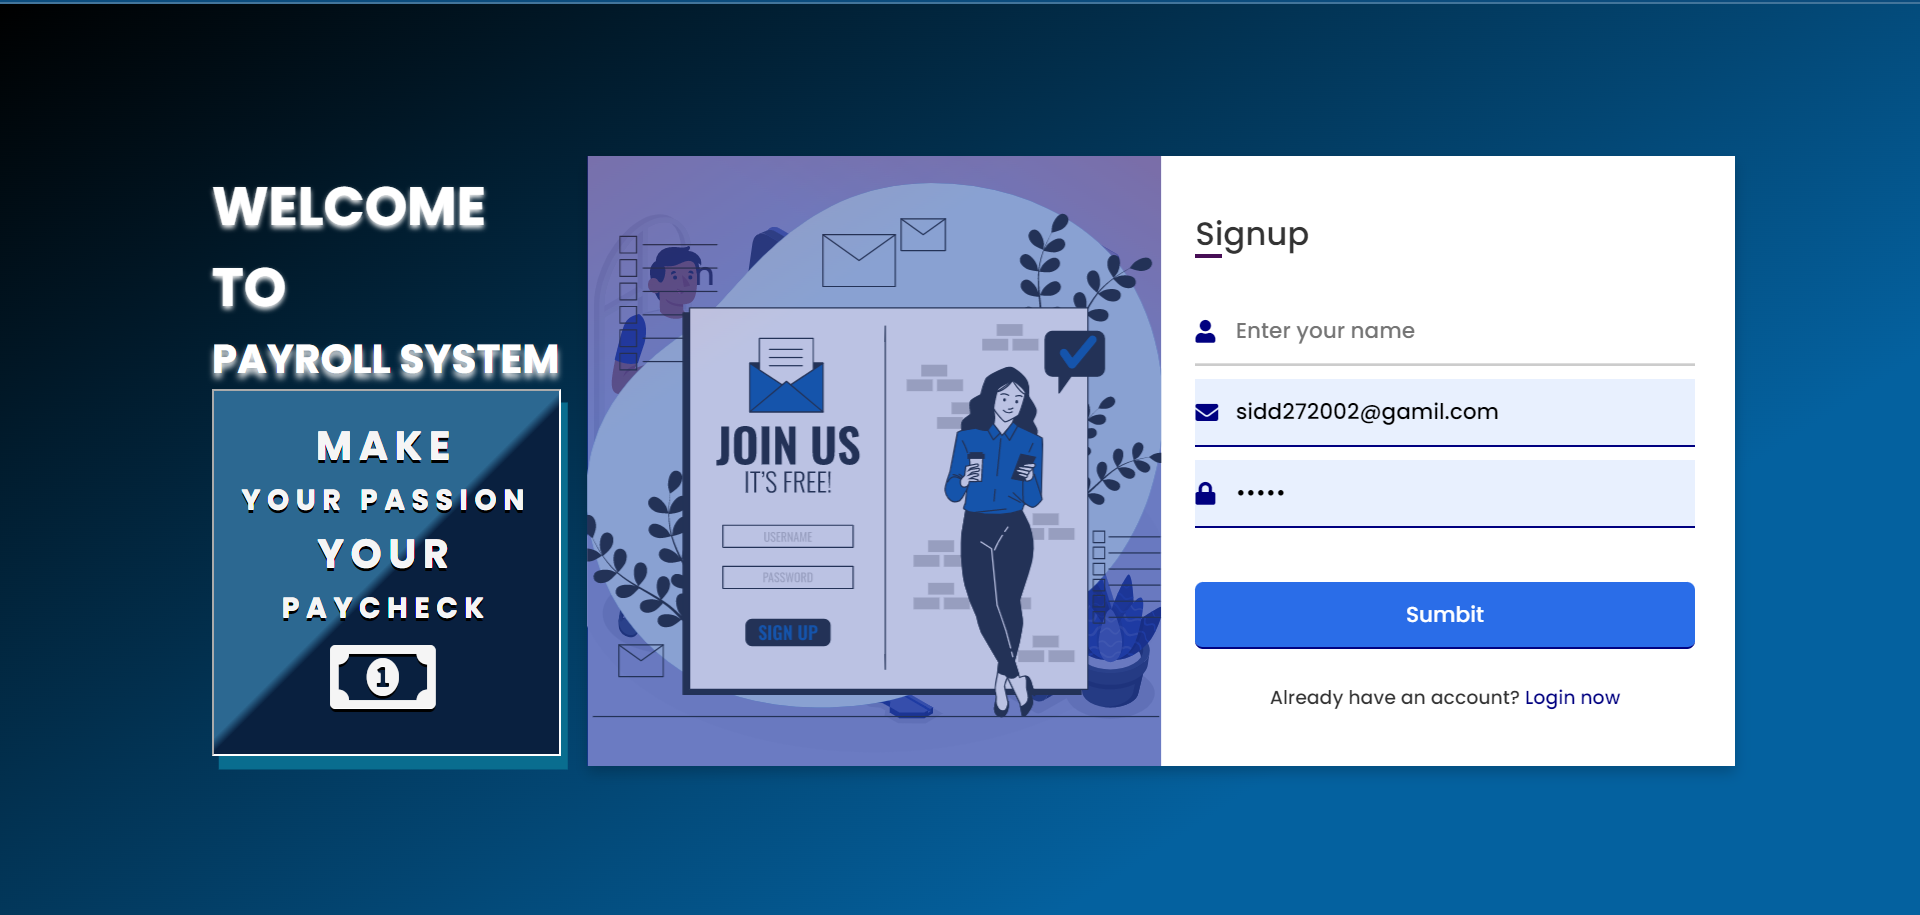 WELCOME
TO
PAYROLL SYSTEM
MAKE
YOUR PASSION
YOUR
PAYCHECK
1
JOIN US
IT'S FREE!
USERNAME
PASSWORD
SIGN UP
Signup
Enter your name
sidd272002@gamil.com
•••••
Sumbit
Already have an account? Login now